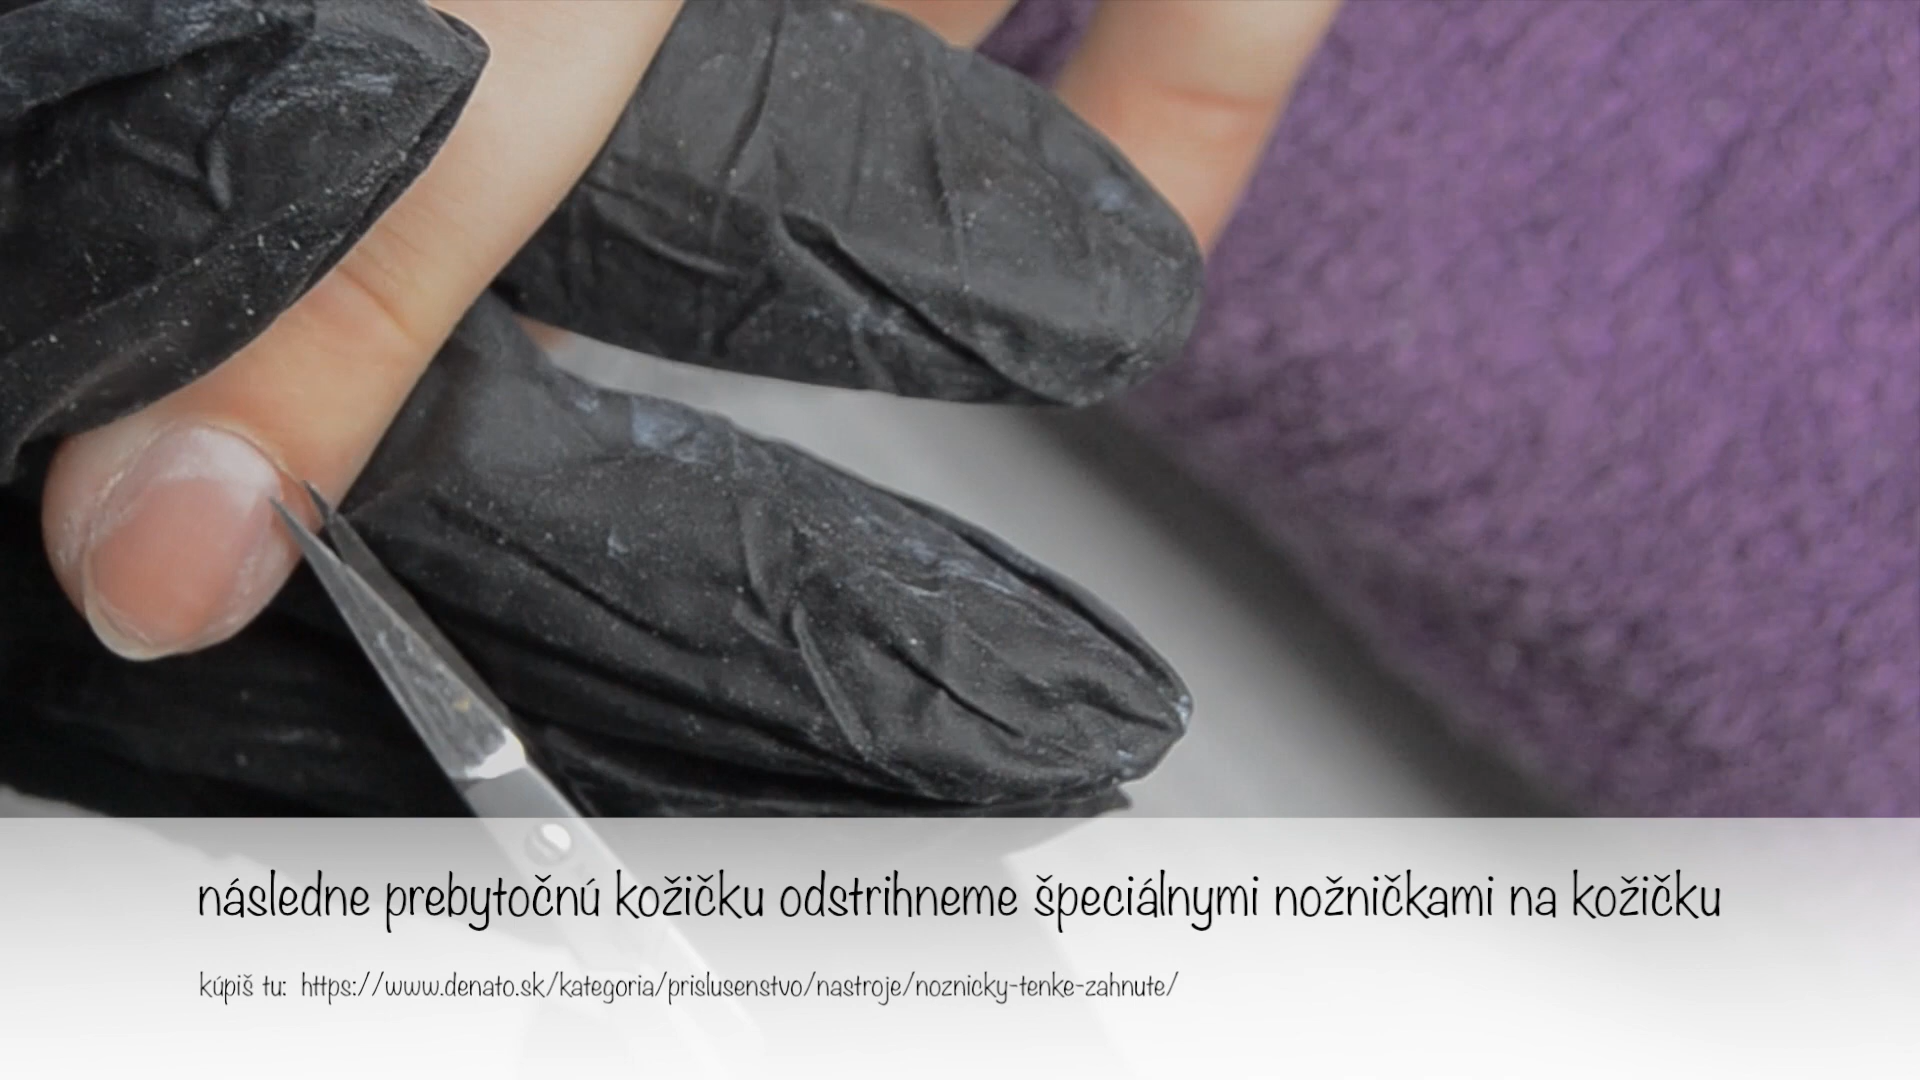 následne prebytočnú kožičku odstrihneme špeciálnymi nožničkami na kožičku
kúpiš tu: https://www.denato.sk/kategoria/prislusenstvo/nastroje/noznicky-tenke-zahnute/